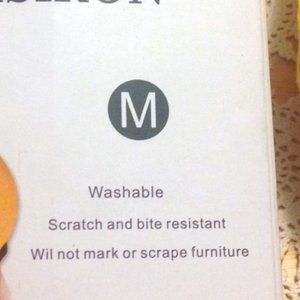 M
Washable
Scratch and bite resistant
Wil not mark or scrape furniture